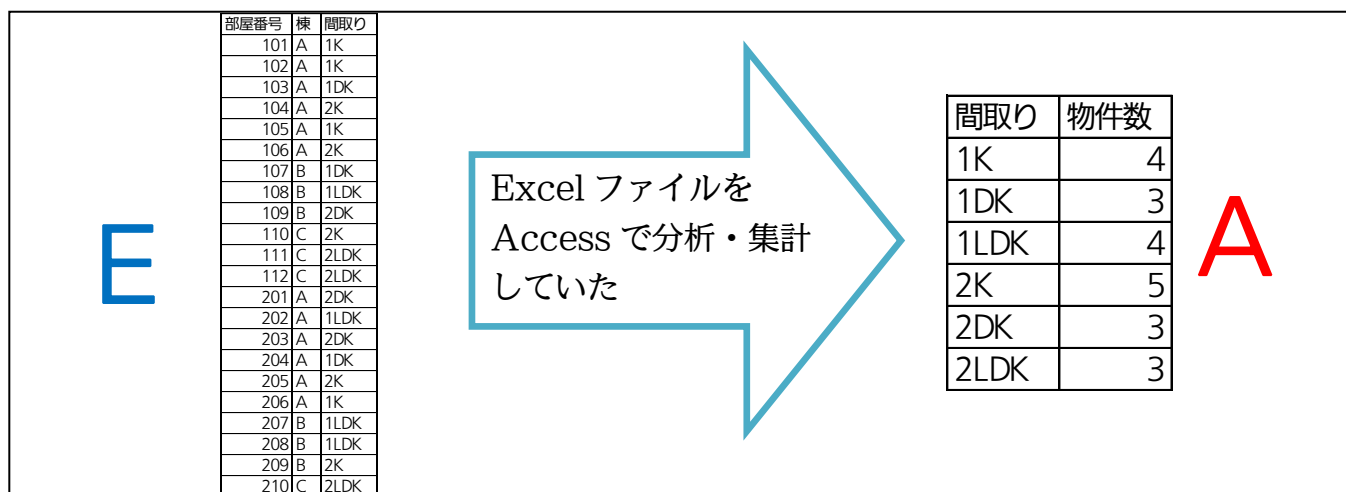 部屋番号 棟 間取り
101 A 1K
102 A 1K
103 A 1DK
104 A 2K
105 A 1K
106 A 2K
107 B 1DK
108 B 1LDK
109 B 2DK
110 C 2K
111 C 2LDK
112 C 2LDK
201 A 2DK
202 A 1LDK
203 A 2DK
204 A 1DK
205 A 2K
206 A 1K
207 B 1LDK
208 B 1LDK
209 B 2K
210 C 2LDK
E
Excel ファイルを
Access で分析・集計
していた
間取り 物件数
1K 4
1DK 3
1LDK 4
2K 5
2DK 3
2LDK 3
A